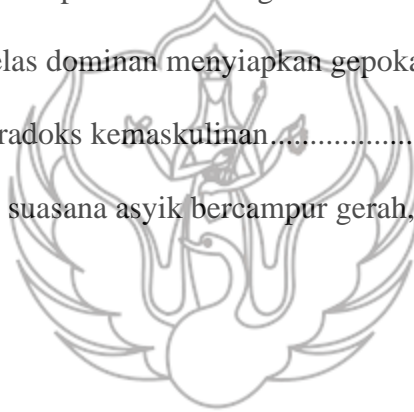 elas dominan menyiapkan gepoka
radoks kemaskulinan..................
suasana asyik bercampur gerah,